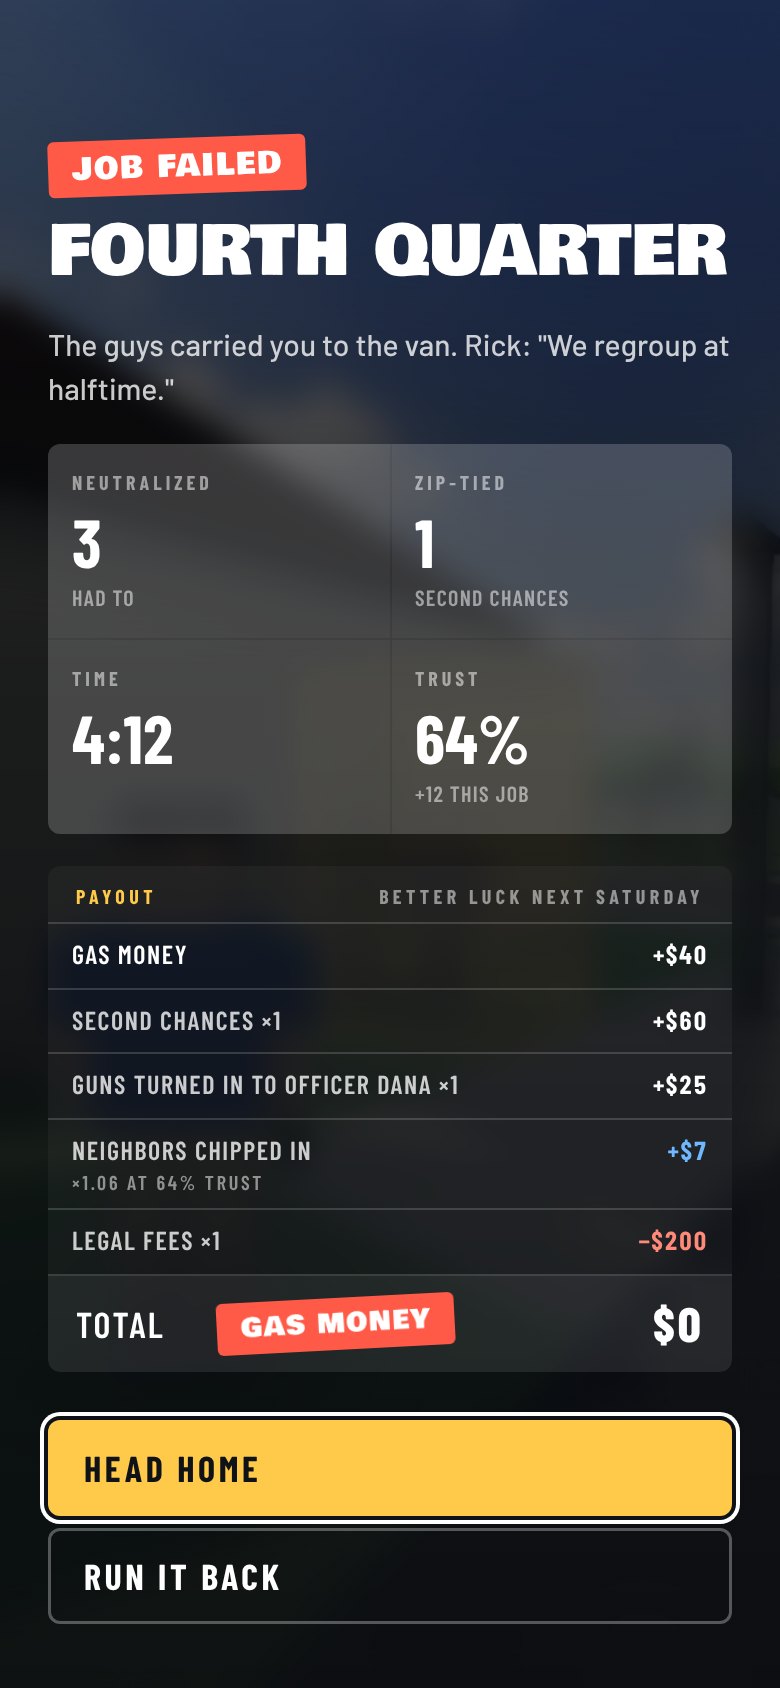 JOB FAILED
FOURTH QUARTER
The guys carried you to the van. Rick: "We regroup at
halftime."
NEUTRALIZED
3
HAD TO
ZIP-TIED
1
SECOND CHANCES
TIME
4:12
TRUST
64%
+12 THIS JOB
PAYOUT BETTER LUCK NEXT SATURDAY
GAS MONEY +$40
SECOND CHANCES ×1 +$60
GUNS TURNED IN TO OFFICER DANA ×1 +$25
NEIGHBORS CHIPPED IN +$7
×1.06 AT 64% TRUST
LEGAL FEES ×1 −$200
TOTAL GAS MONEY $0
HEAD HOME
RUN IT BACK